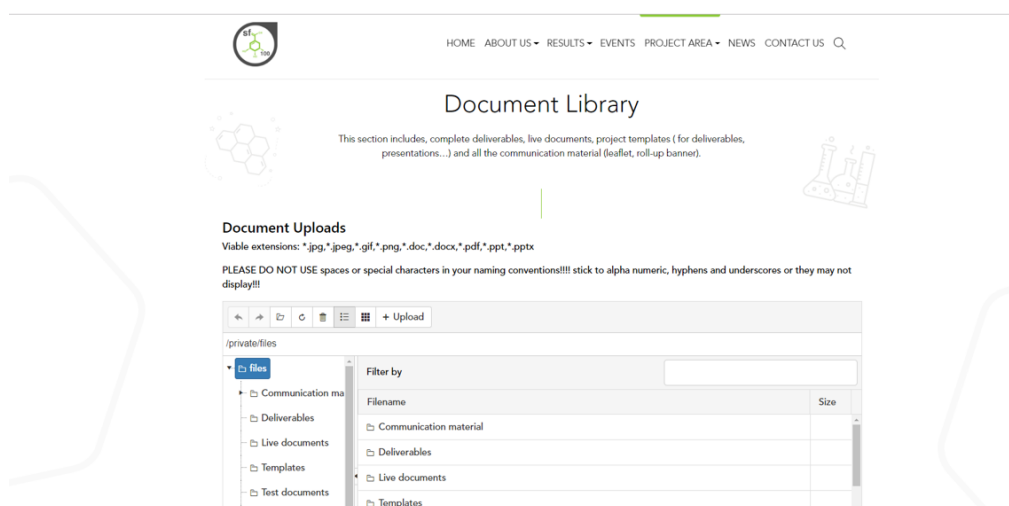 sf
100
HOME ABOUT US RESULTS EVENTS PROJECT AREA NEWS CONTACT US
Document Library
This section includes, complete deliverables, live documents, project templates ( for deliverables,
presentations...) and all the communication material (leaflet, roll-up banner).
Document Uploads
Viable extensions: *.jpg,*.jpeg,*.gif,*.png,*.doc,*.docx,*.pdf,*.ppt,*.pptx
PLEASE DO NOT USE spaces or special characters in your naming conventions!!!! stick to alpha numeric, hyphens and underscores or they may not
display!!!
+ Upload
/private/files
files
Communication ma
Deliverables
Live documents
Templates
Test documents
Filter by
Filename Size
Communication material
Deliverables
Live documents
Templates